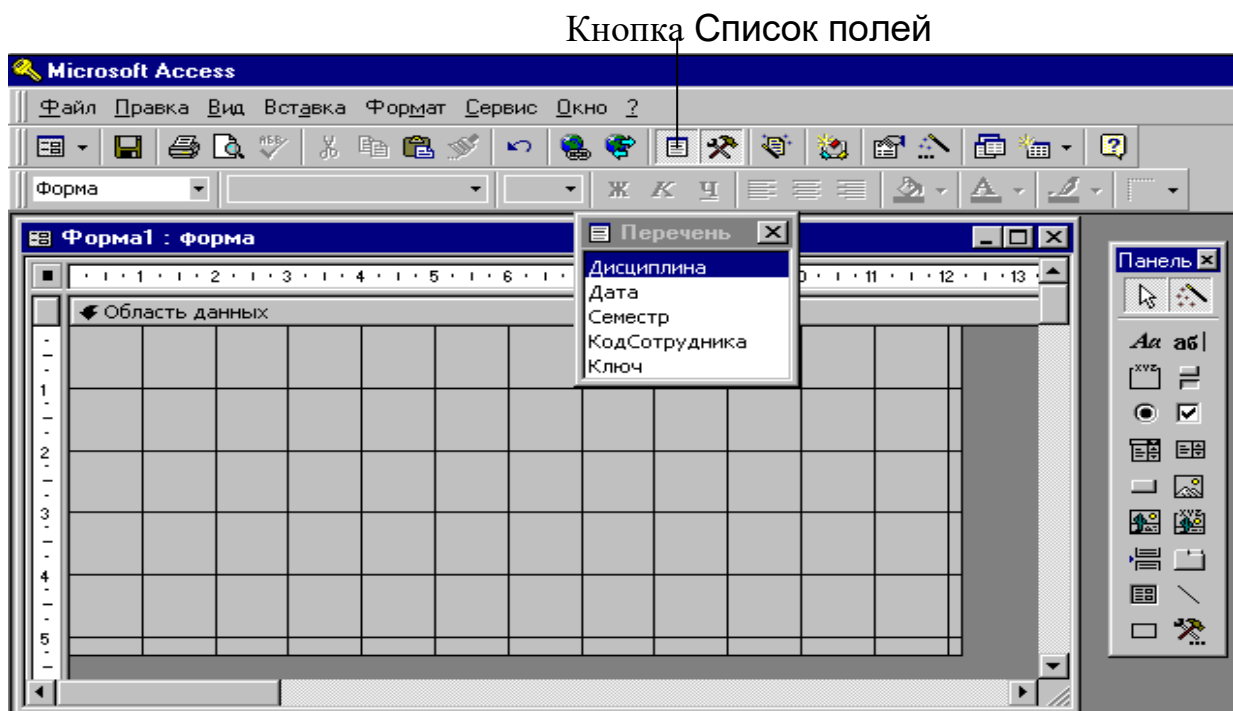 Кнопка Список полей
Microsoft Access
Файл Правка Вид Вставка Формат Сервис Окно ?
Форма Ж К Ч
Форма1 : форма
Перечень
Панель
1 2 3 4 5 6 11 12 13
Дисциплина
Дата
Семестр
КодСотрудника
Ключ
Область данных
Aa аб|
1
2
3
4
5